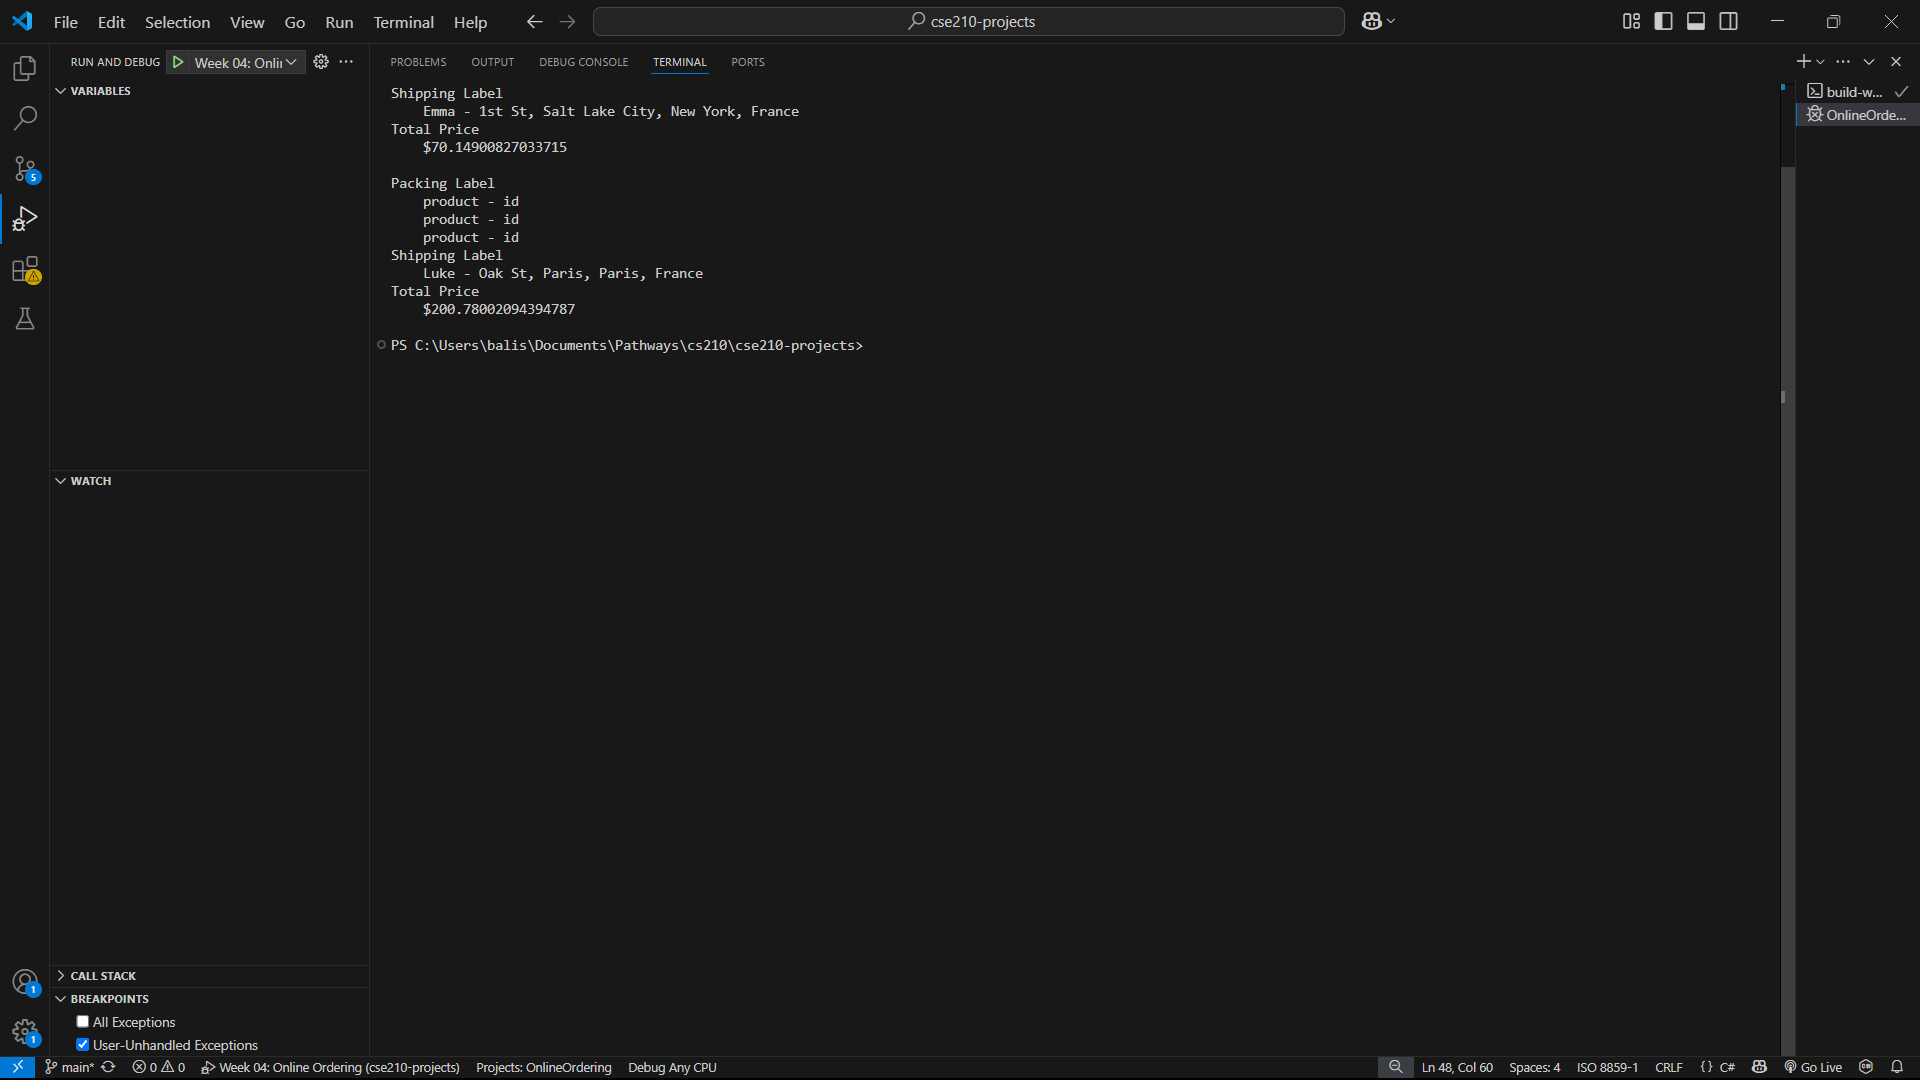 File Edit Selection View Go Run Terminal Help
cse210-projects
RUN AND DEBUG
Week 04: Onlin
PROBLEMS OUTPUT DEBUG CONSOLE TERMINAL PORTS
VARIABLES
Shipping Label
Emma - 1st St, Salt Lake City, New York, France
Total Price
$70.14900827033715
Packing Label
product - id
product - id
product - id
Shipping Label
Luke - Oak St, Paris, Paris, France
Total Price
$200.78002094394787
PS C:\Users\balis\Documents\Pathways\cs210\cse210-projects>
build-w...
OnlineOrde...
5
WATCH
CALL STACK
BREAKPOINTS
All Exceptions
User-Unhandled Exceptions
1
1
main* 0 0 Week 04: Online Ordering (cse210-projects) Projects: OnlineOrdering Debug Any CPU Ln 48, Col 60 Spaces: 4 ISO 8859-1 CRLF {} C# Go Live